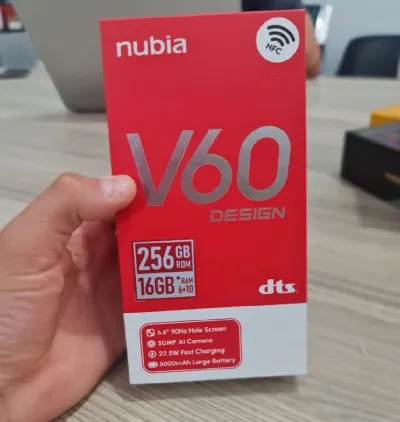 nubia
NFC
V60
DESIGN
256 GB ROM
16GB *RAM 6+10
dts
6.6" 90Hz Hole Screen
50MP AI Camera
22.5W Fast Charging
5000mAh Large Battery